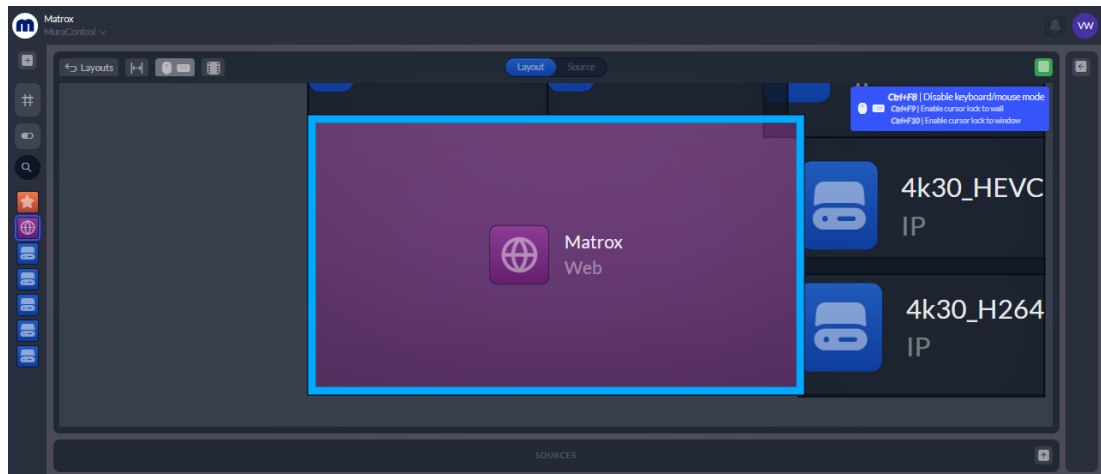 Matrox
MuraControl
VW
Layouts
Layout
Source
Ctrl+F8 | Disable keyboard/mouse mode
Ctrl+F9 | Enable cursor lock to wall
Ctrl+F10 | Enable cursor lock to window
4k30_HEVC
IP
Matrox
Web
4k30_H264
IP
SOURCES